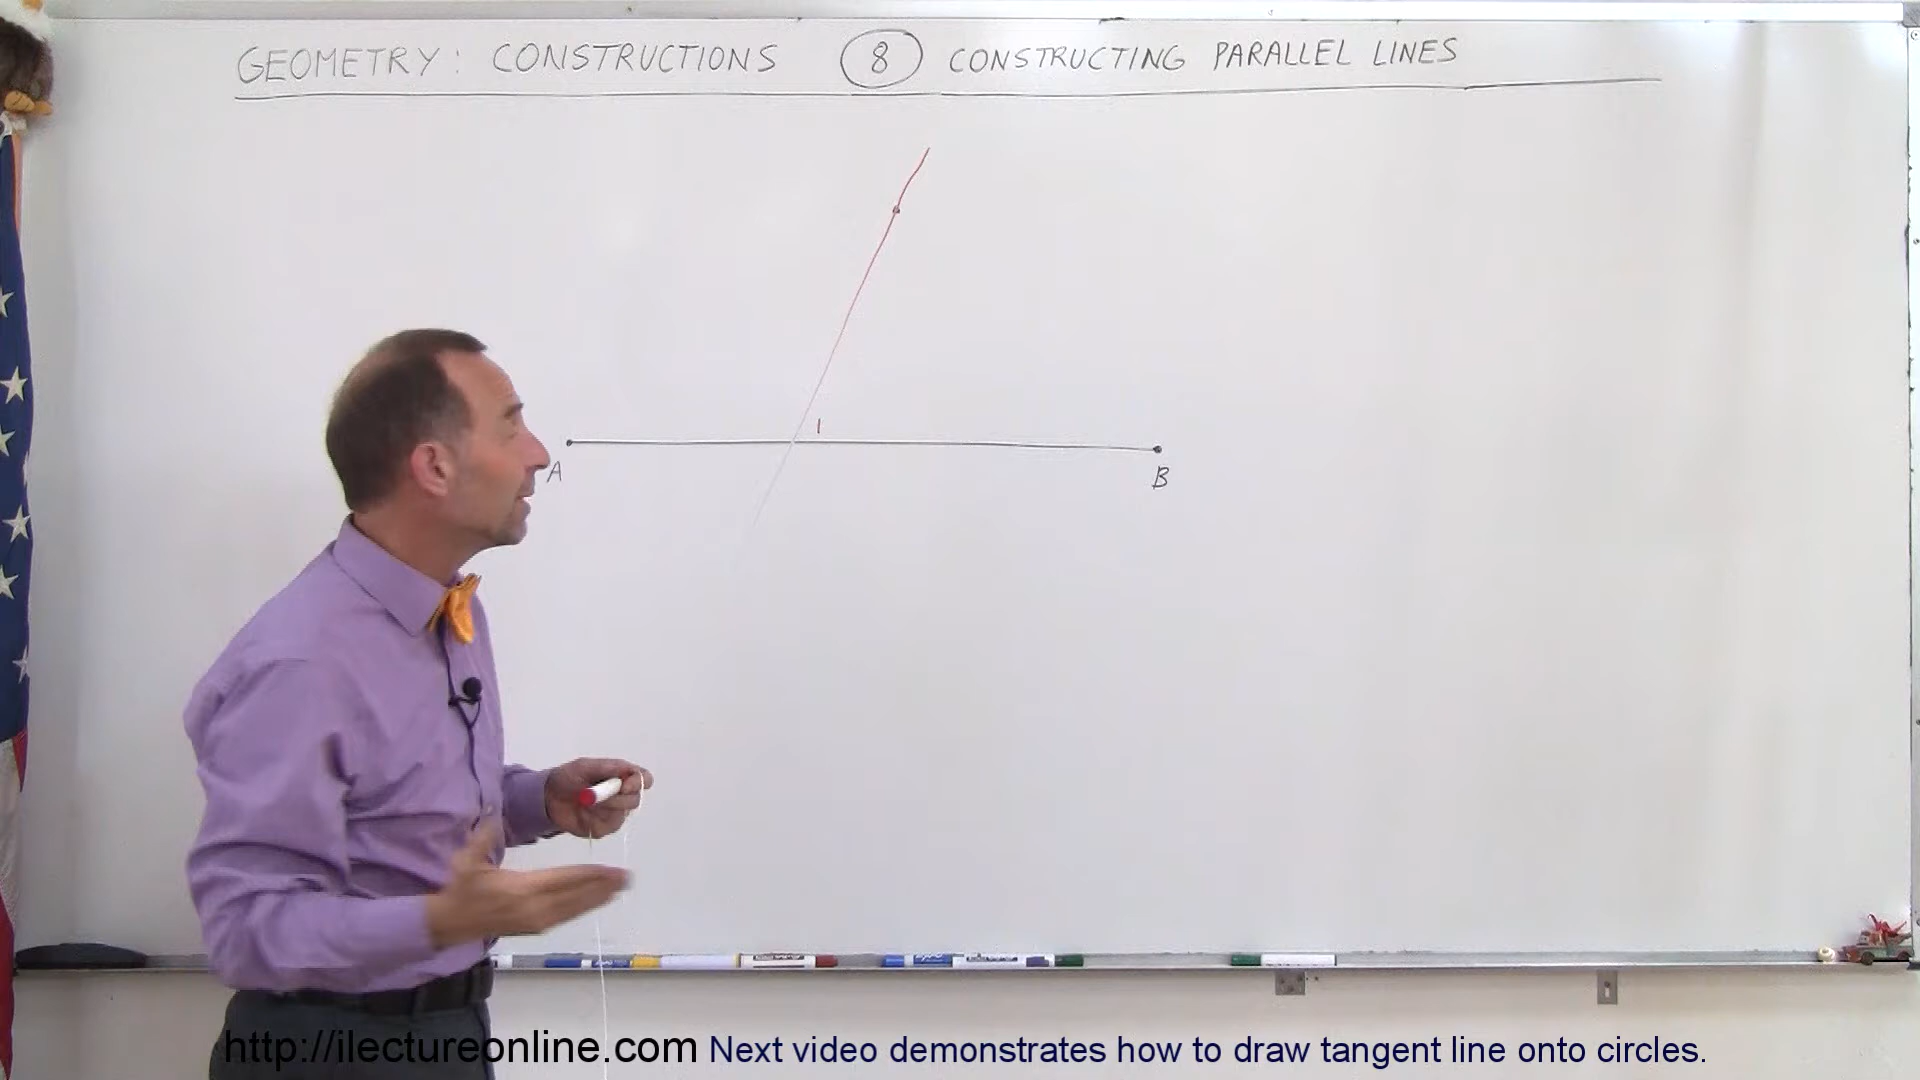 GEOMETRY: CONSTRUCTIONS 8 CONSTRUCTING PARALLEL LINES
1
A
B
http://ilectureonline.com Next video demonstrates how to draw tangent line onto circles.